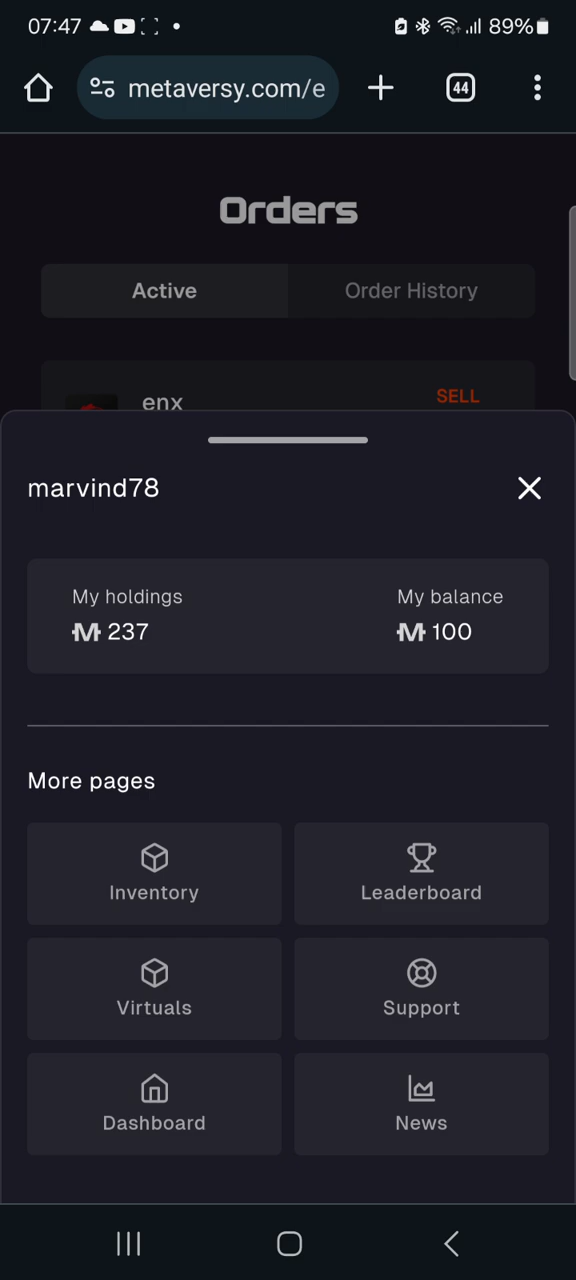 07:47
89%
metaversy.com/e
44
Orders
Active
Order History
enx
SELL
marvind78
My holdings
My balance
237
100
More pages
Inventory
Leaderboard
Virtuals
Support
Dashboard
News